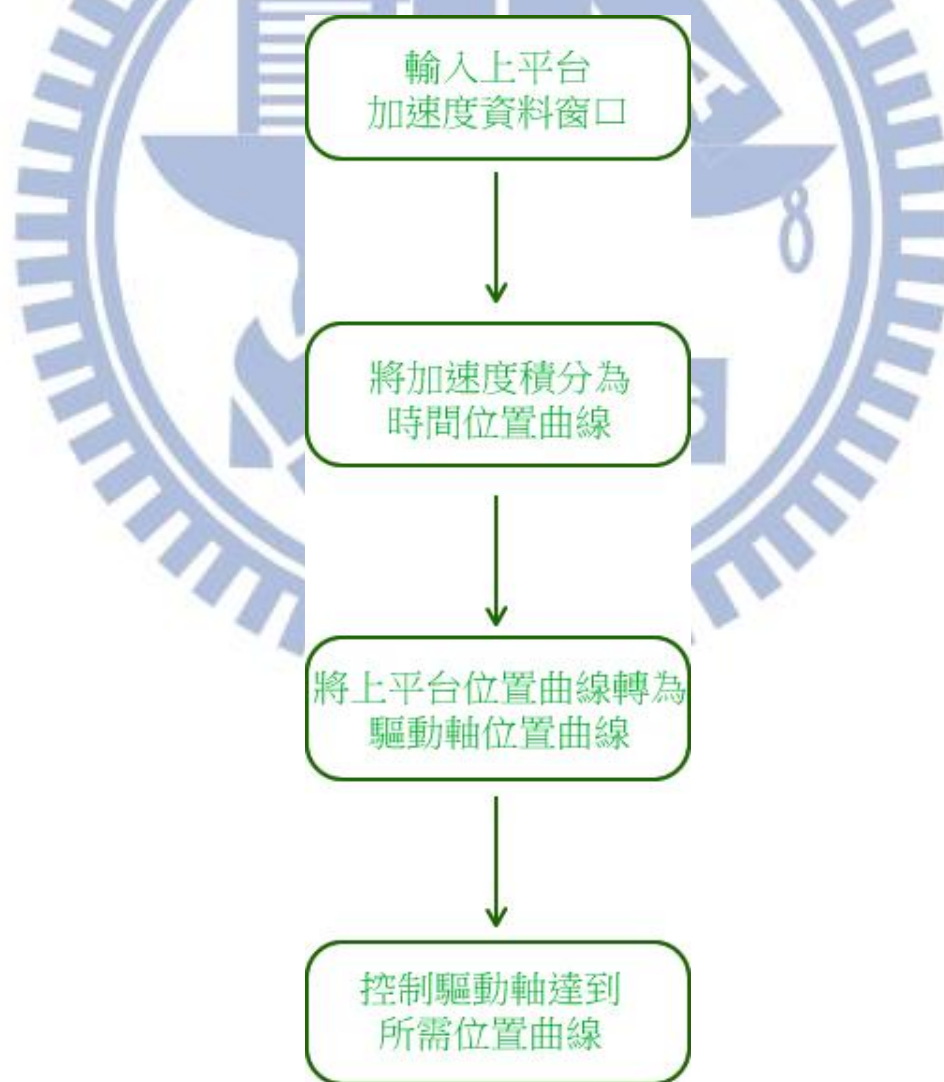 輸入上平台
加速度資料窗口
將加速度積分為
時間位置曲線
將上平台位置曲線轉為
驅動軸位置曲線
控制驅動軸達到
所需位置曲線